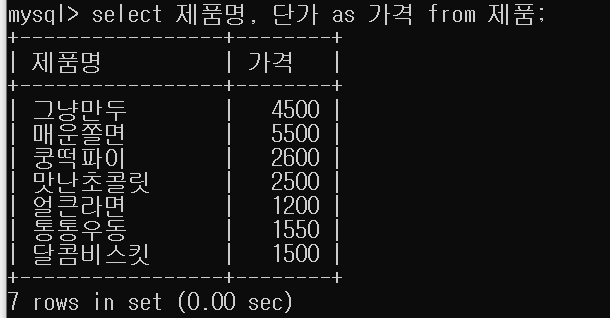 mysql> select 제품명, 단가 as 가격 from 제품;
+-----------------+--------+
| 제품명          | 가격   |
+-----------------+--------+
| 그냥만두        |   4500 |
| 매운쫄면        |   5500 |
| 쿵떡파이        |   2600 |
| 맛난초콜릿      |   2500 |
| 얼큰라면        |   1200 |
| 통통우동        |   1550 |
| 달콤비스킷      |   1500 |
+-----------------+--------+
7 rows in set (0.00 sec)